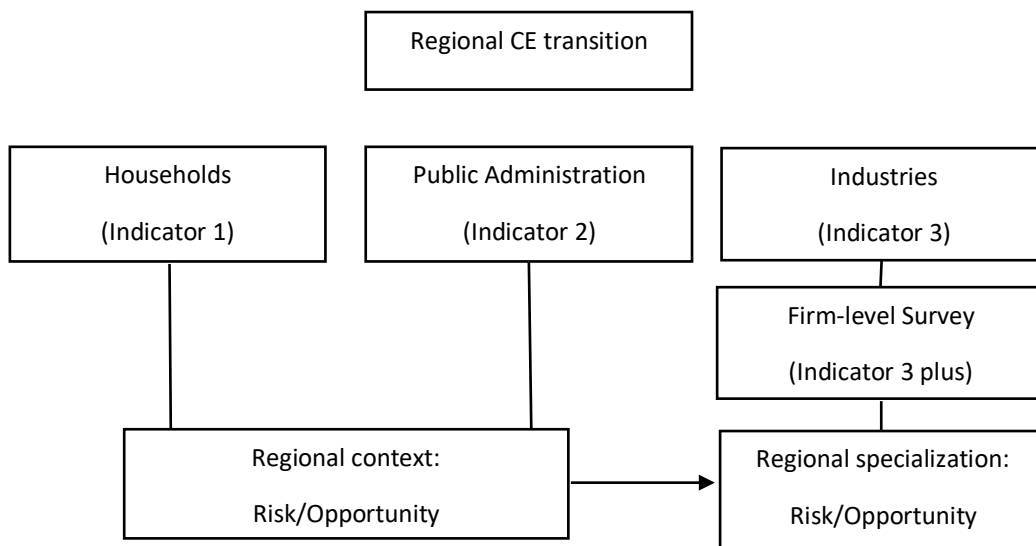 Regional CE transition
Households
(Indicator 1)
Public Administration
(Indicator 2)
Industries
(Indicator 3)
Firm-level Survey
(Indicator 3 plus)
Regional context:
Risk/Opportunity
Regional specialization:
Risk/Opportunity